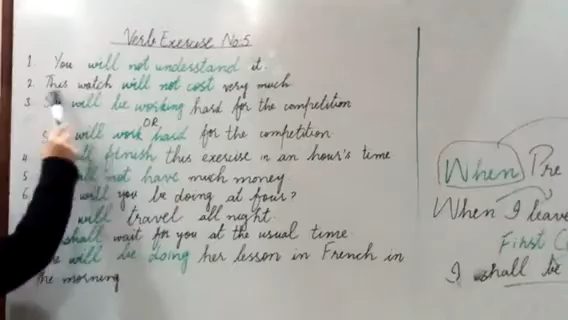 Verb Exercise No:5
1. You will not understand it.
2. This watch will not cost very much
3. will be working hard for the competition
OR
S will work hard for the competition
4 finish this exercise in an hour's time
5 not have much money.
6 will you be doing at four?
will travel all night.
shall wait for you at the usual time.
will be doing her lesson in French in
the morning
When Pre
When I leave
First C
I shall be